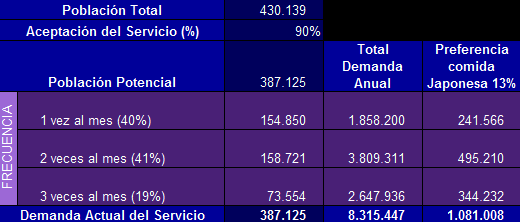 Población Total 430.139
Aceptación del Servicio (%) 90%
Población Potencial 387.125 Total Demanda Anual Preferencia comida Japonesa 13%
FRECUENCIA
1 vez al mes (40%) 154.850 1.858.200 241.566
2 veces al mes (41%) 158.721 3.809.311 495.210
3 veces al mes (19%) 73.554 2.647.936 344.232
Demanda Actual del Servicio 387.125 8.315.447 1.081.008